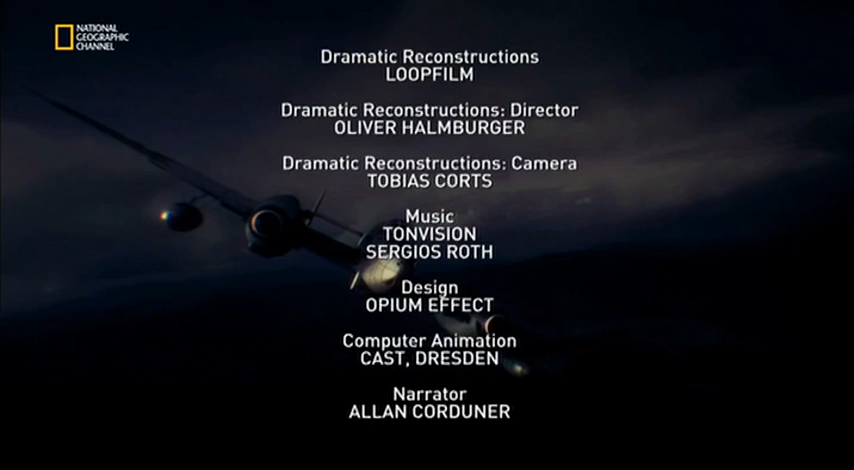 NATIONAL
GEOGRAPHIC
CHANNEL
Dramatic Reconstructions
LOOPFILM
Dramatic Reconstructions: Director
OLIVER HALMBURGER
Dramatic Reconstructions: Camera
TOBIAS CORTS
Music
TONVISION
SERGIOS ROTH
Design
OPIUM EFFECT
Computer Animation
CAST, DRESDEN
Narrator
ALLAN CORDUNER